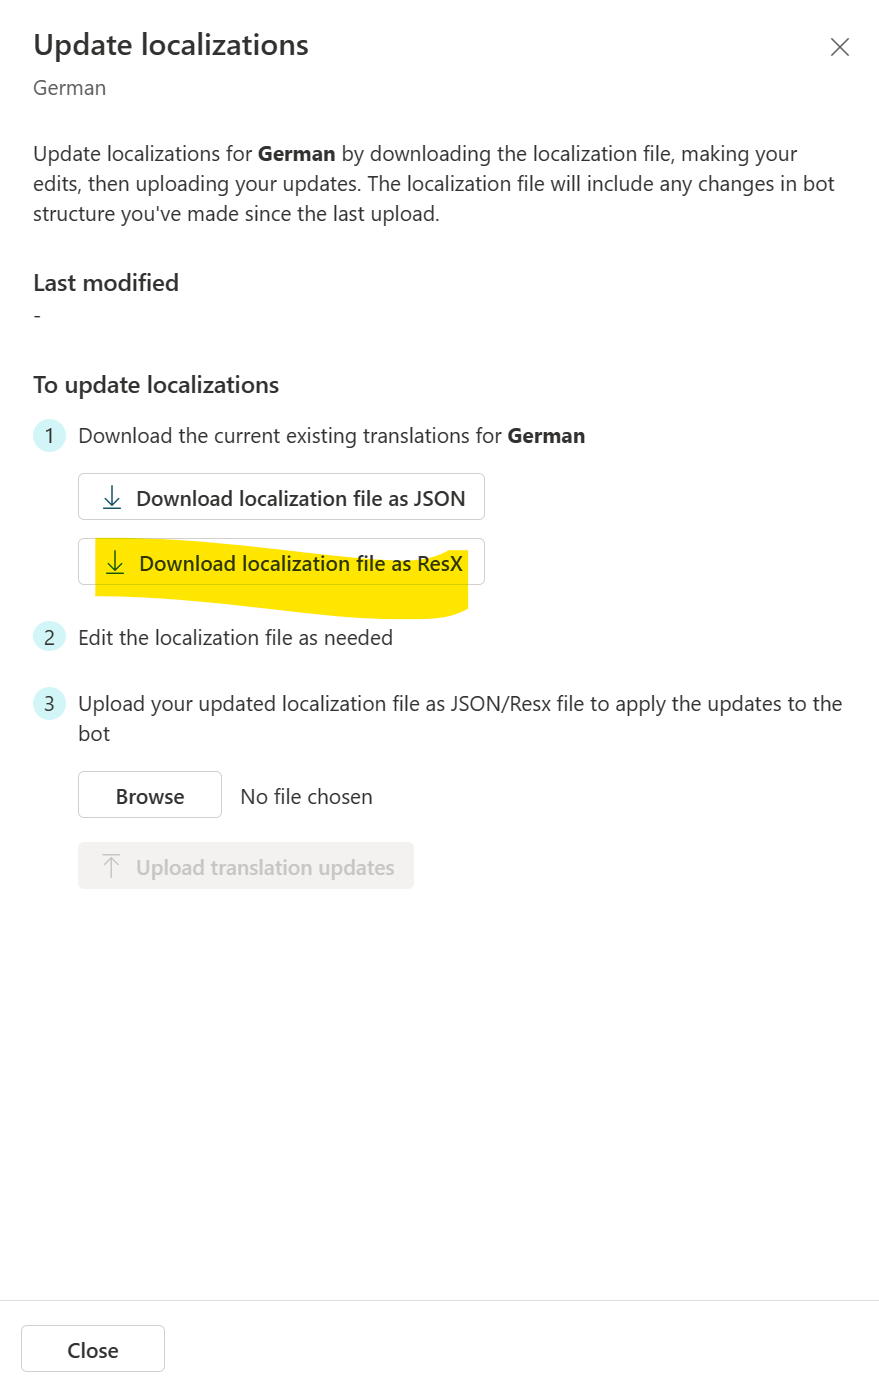 Update localizations
German
Update localizations for German by downloading the localization file, making your
edits, then uploading your updates. The localization file will include any changes in bot
structure you've made since the last upload.
Last modified
-
To update localizations
1 Download the current existing translations for German
Download localization file as JSON
Download localization file as ResX
2 Edit the localization file as needed
3 Upload your updated localization file as JSON/Resx file to apply the updates to the
bot
Browse No file chosen
Upload translation updates
Close